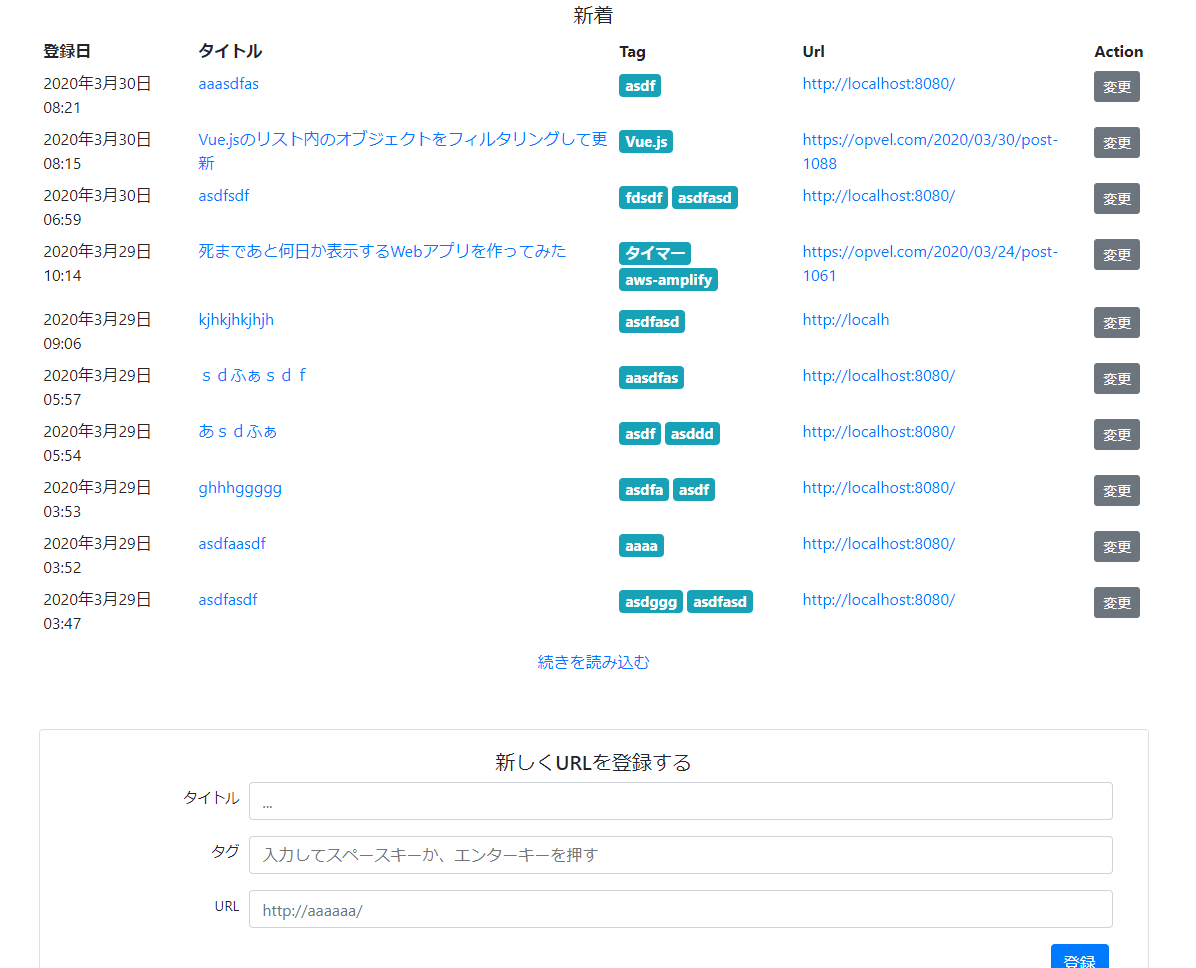 新着
登録日 タイトル Tag Url Action
2020年3月30日 aaasdfas asdf http://localhost:8080/ 変更
08:21
2020年3月30日 Vue.jsのリスト内のオブジェクトをフィルタリングして更 Vue.js https://opvel.com/2020/03/30/post- 変更
08:15 新 1088
2020年3月30日 asdfsdf fdsdf asdfasd http://localhost:8080/ 変更
06:59
2020年3月29日 死まであと何日か表示するWebアプリを作ってみた タイマー https://opvel.com/2020/03/24/post- 変更
10:14 aws-amplify 1061
2020年3月29日 kjhkjhkjhjh asdfasd http://localh 変更
09:06
2020年3月29日 ｓｄふぁｓｄｆ aasdfas http://localhost:8080/ 変更
05:57
2020年3月29日 あｓｄふぁ asdf asddd http://localhost:8080/ 変更
05:54
2020年3月29日 ghhhggggg asdfa asdf http://localhost:8080/ 変更
03:53
2020年3月29日 asdfaasdf aaaa http://localhost:8080/ 変更
03:52
2020年3月29日 asdfasdf asdggg asdfasd http://localhost:8080/ 変更
03:47
続きを読み込む
新しくURLを登録する
タイトル ...
タグ 入力してスペースキーか、エンターキーを押す
URL http://aaaaaa/
登録